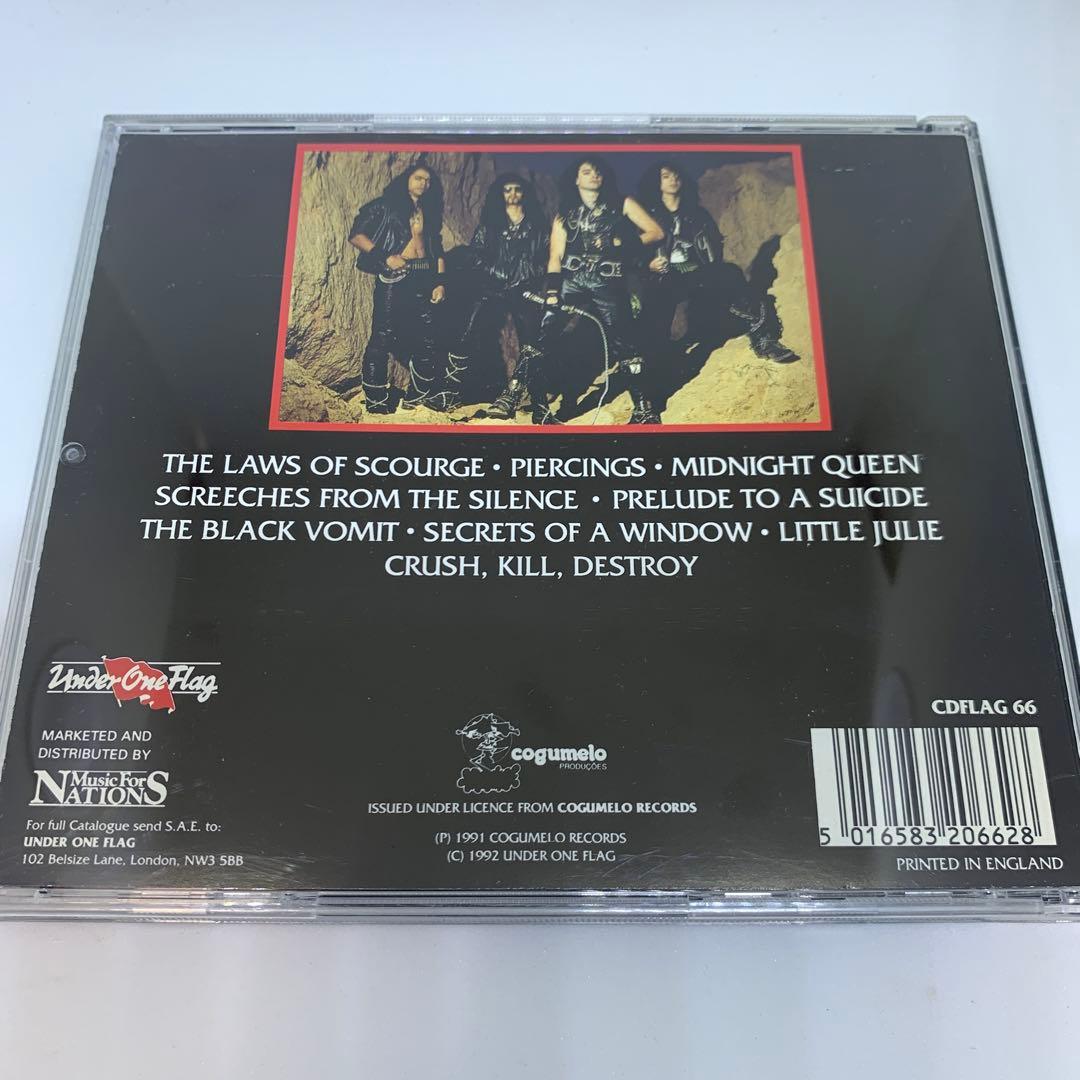 THE LAWS OF SCOURGE • PIERCINGS • MIDNIGHT QUEEN
SCREECHES FROM THE SILENCE • PRELUDE TO A SUICIDE
THE BLACK VOMIT • SECRETS OF A WINDOW • LITTLE JULIE
CRUSH, KILL, DESTROY
Under One Flag
MARKETED AND
DISTRIBUTED BY
Music For
NATIONS
For full Catalogue send S.A.E. to:
UNDER ONE FLAG
102 Belsize Lane, London, NW3 5BB
cogumelo
PRODUÇÕES
ISSUED UNDER LICENCE FROM COGUMELO RECORDS
(P) 1991 COGUMELO RECORDS
(C) 1992 UNDER ONE FLAG
CDFLAG 66
5 016583 206628
PRINTED IN ENGLAND